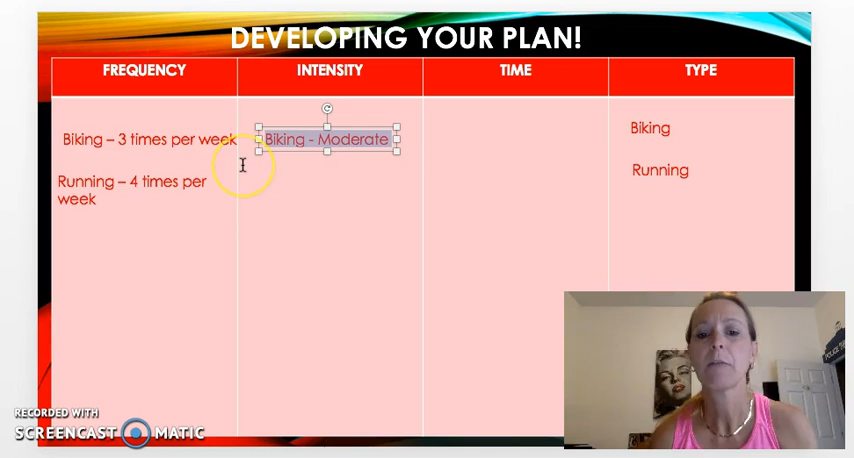 DEVELOPING YOUR PLAN!
FREQUENCY
INTENSITY
TIME
TYPE
Biking – 3 times per week
Biking - Moderate
Biking
Running – 4 times per
week
Running
RECORDED WITH
SCREENCAST MATIC